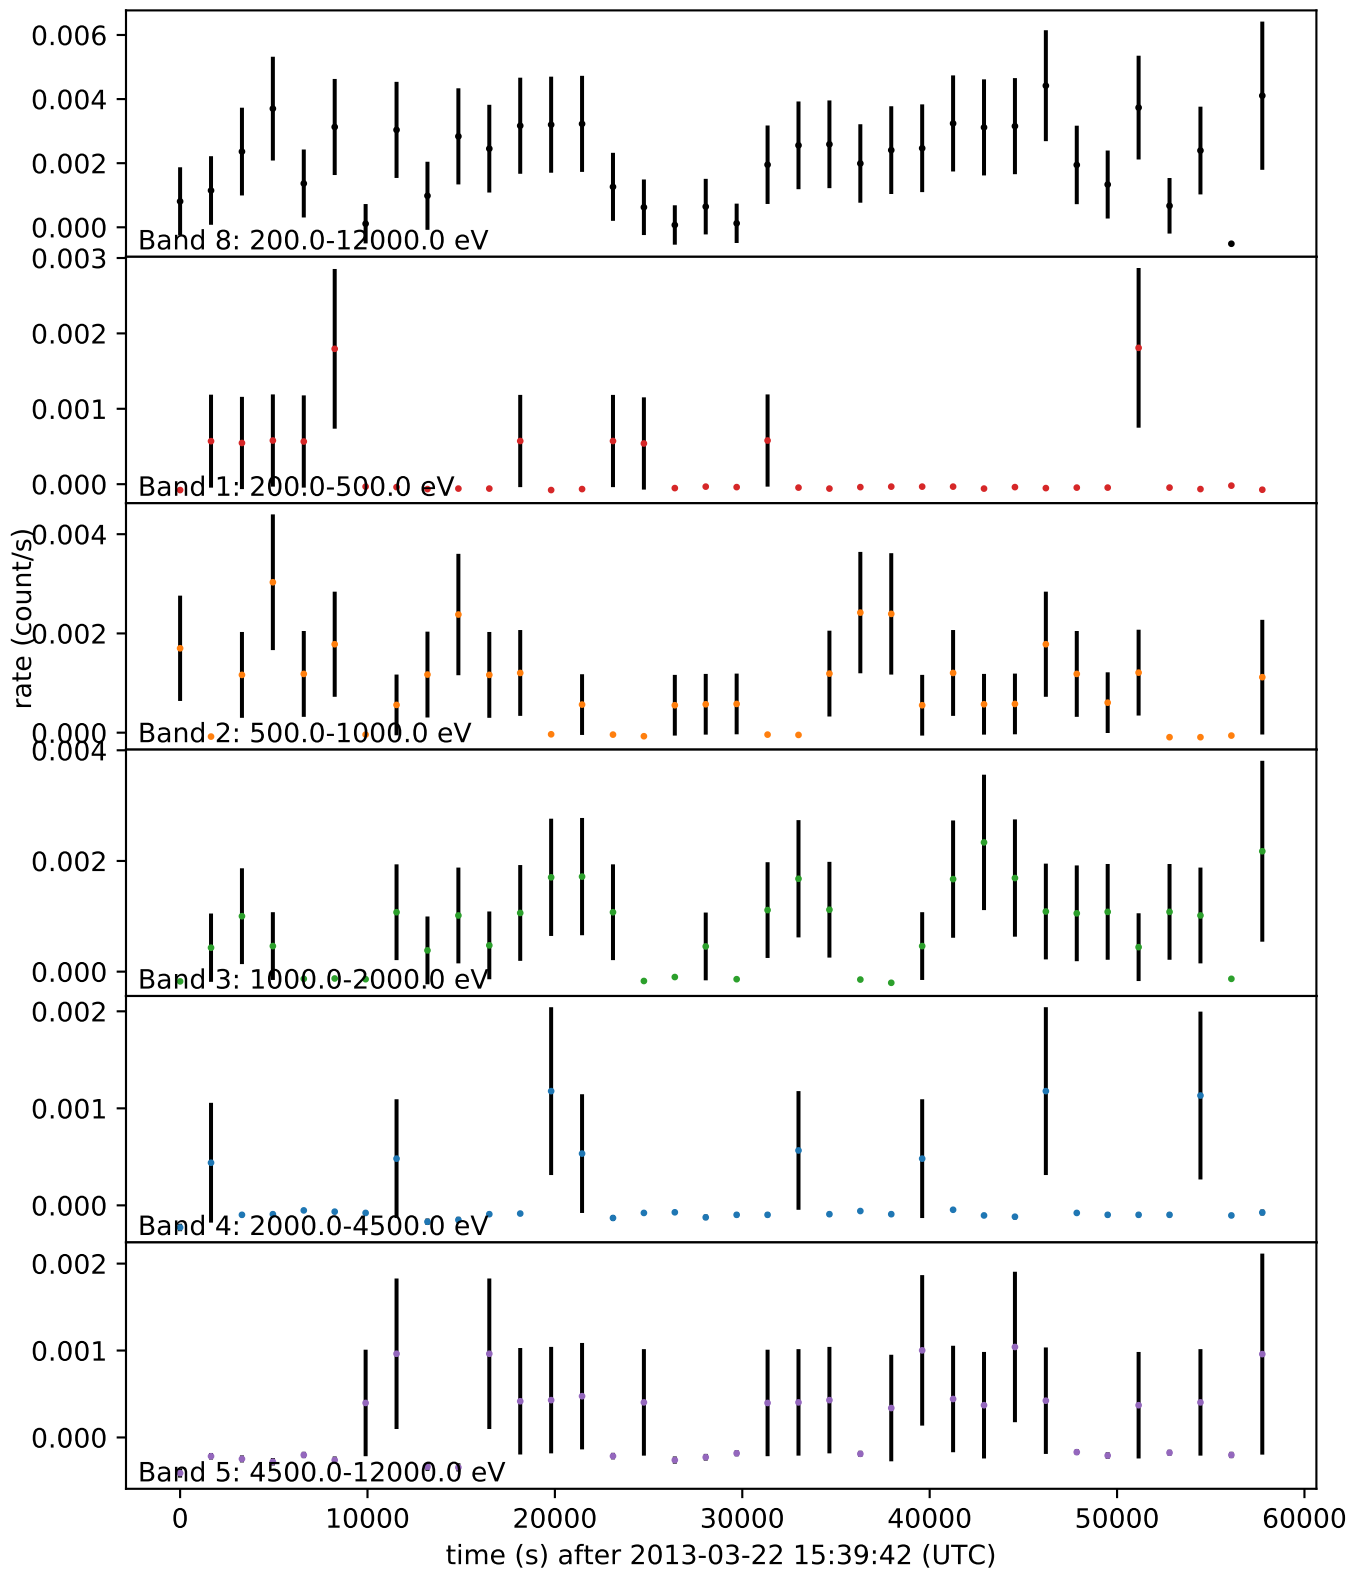 0.006
0.004
0.002
0.000
Band 8: 200.0-12000.0 eV
0.003
0.002
0.001
0.000
Band 1: 200.0-500.0 eV
0.004
rate (count/s)
0.002
0.000
Band 2: 500.0-1000.0 eV
0.004
0.002
0.000
Band 3: 1000.0-2000.0 eV
0.002
0.001
0.000
Band 4: 2000.0-4500.0 eV
0.002
0.001
0.000
Band 5: 4500.0-12000.0 eV
0 10000 20000 30000 40000 50000 60000
time (s) after 2013-03-22 15:39:42 (UTC)